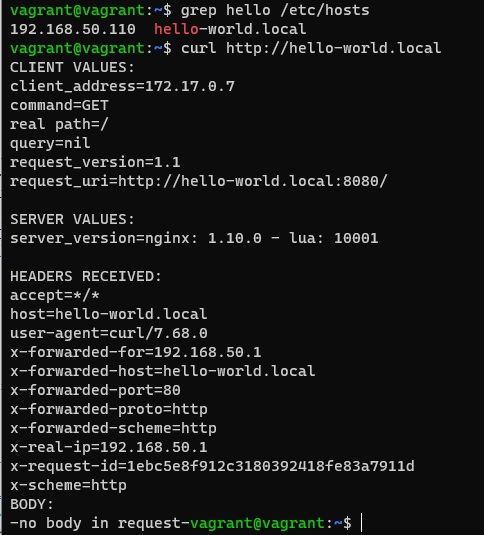 vagrant@vagrant:~$ grep hello /etc/hosts
192.168.50.110  hello-world.local
vagrant@vagrant:~$ curl http://hello-world.local
CLIENT VALUES:
client_address=172.17.0.7
command=GET
real path=/
query=nil
request_version=1.1
request_uri=http://hello-world.local:8080/

SERVER VALUES:
server_version=nginx: 1.10.0 - lua: 10001

HEADERS RECEIVED:
accept=*/*
host=hello-world.local
user-agent=curl/7.68.0
x-forwarded-for=192.168.50.1
x-forwarded-host=hello-world.local
x-forwarded-port=80
x-forwarded-proto=http
x-forwarded-scheme=http
x-real-ip=192.168.50.1
x-request-id=1ebc5e8f912c3180392418fe83a7911d
x-scheme=http
BODY:
-no body in request-vagrant@vagrant:~$